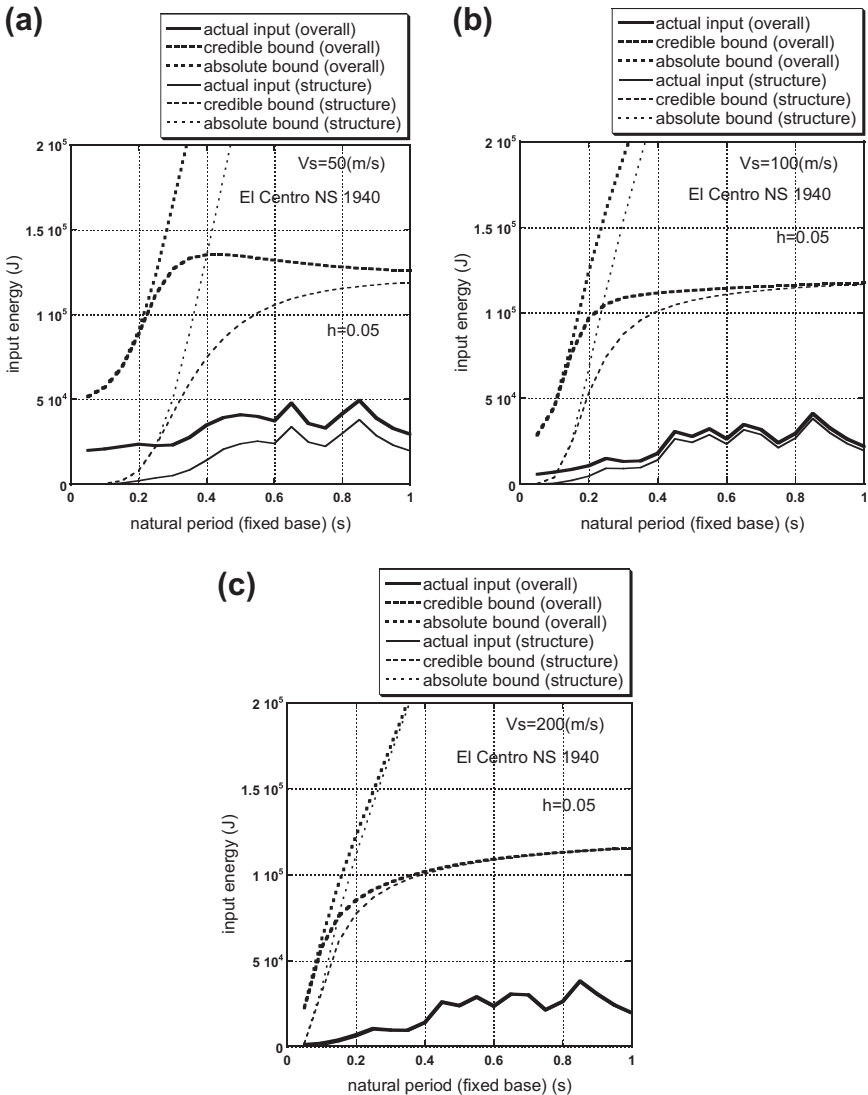 (a)
actual input (overall)
credible bound (overall)
absolute bound (overall)
actual input (structure)
credible bound (structure)
absolute bound (structure)
2 10⁵
1.5 10⁵
1 10⁵
5 10⁴
0
input energy (J)
Vs=50(m/s)
El Centro NS 1940
h=0.05
0 0.2 0.4 0.6 0.8 1
natural period (fixed base) (s)
(b)
actual input (overall)
credible bound (overall)
absolute bound (overall)
actual input (structure)
credible bound (structure)
absolute bound (structure)
2 10⁵
1.5 10⁵
1 10⁵
5 10⁴
0
input energy (J)
Vs=100(m/s)
El Centro NS 1940
h=0.05
0 0.2 0.4 0.6 0.8 1
natural period (fixed base) (s)
(c)
actual input (overall)
credible bound (overall)
absolute bound (overall)
actual input (structure)
credible bound (structure)
absolute bound (structure)
2 10⁵
1.5 10⁵
1 10⁵
5 10⁴
0
input energy (J)
Vs=200(m/s)
El Centro NS 1940
h=0.05
0 0.2 0.4 0.6 0.8 1
natural period (fixed base) (s)